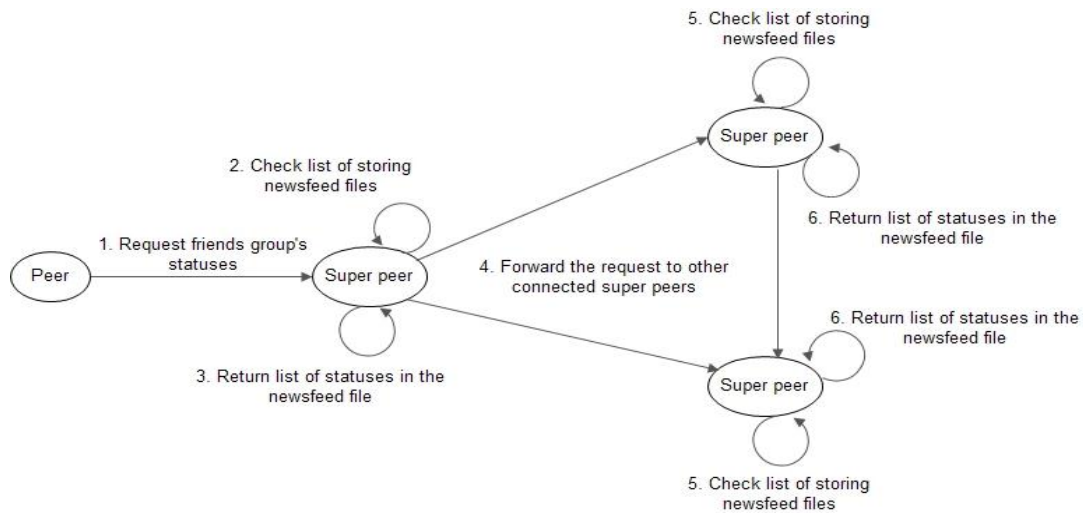 5. Check list of storing
newsfeed files
Super peer
6. Return list of statuses in the
newsfeed file
2. Check list of storing
newsfeed files
1. Request friends group's
statuses
Peer
Super peer
4. Forward the request to other
connected super peers
3. Return list of statuses in the
newsfeed file
6. Return list of statuses in the
newsfeed file
Super peer
5. Check list of storing
newsfeed files